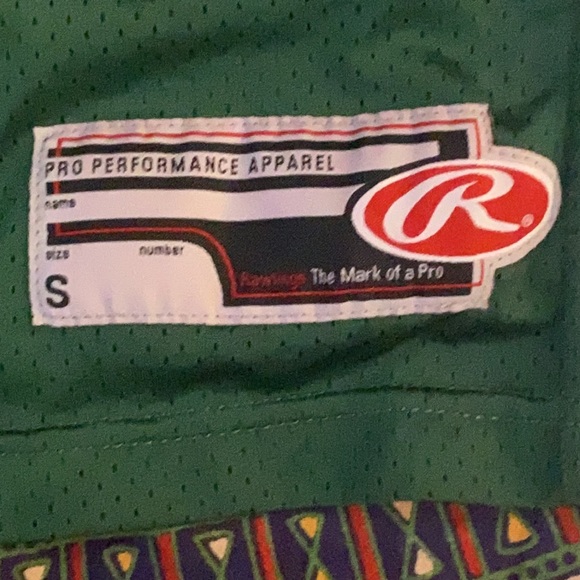 PRO PERFORMANCE APPAREL
name
R®
size number
S
Rawlings The Mark of a Pro